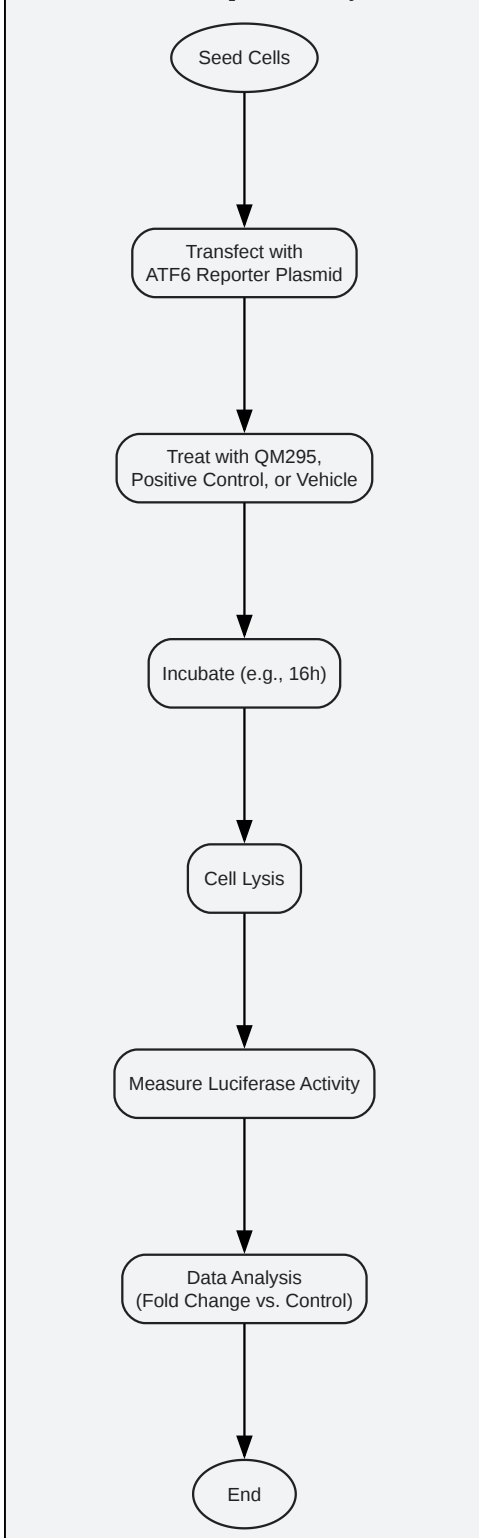 Seed Cells
Transfect with
ATF6 Reporter Plasmid
Treat with QM295,
Positive Control, or Vehicle
Incubate (e.g., 16h)
Cell Lysis
Measure Luciferase Activity
Data Analysis
(Fold Change vs. Control)
End